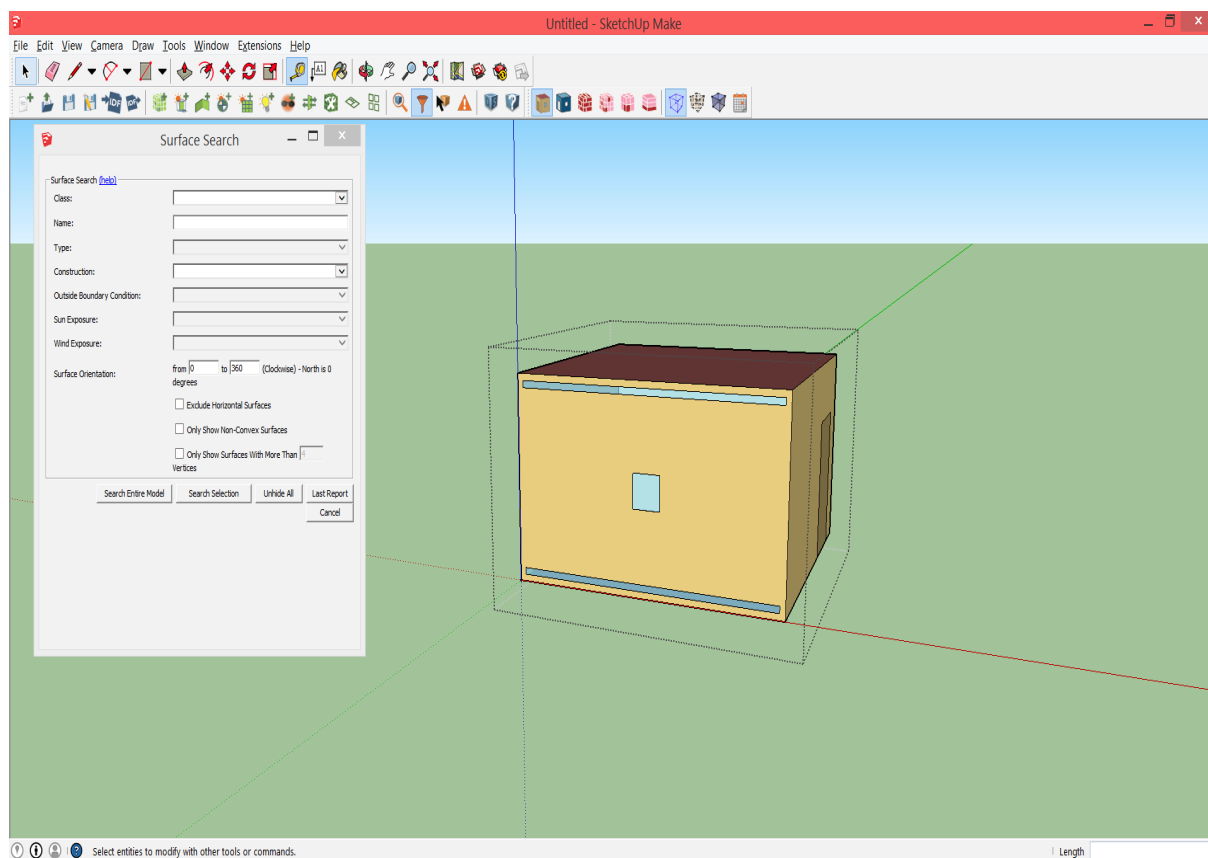 Untitled - SketchUp Make
File Edit View Camera Draw Tools Window Extensions Help
Surface Search
Surface Search (help)
Class:
Name:
Type:
Construction:
Outside Boundary Condition:
Sun Exposure:
Wind Exposure:
Surface Orientation: from 0 to 360 (Clockwise) - North is 0
degrees
Exclude Horizontal Surfaces
Only Show Non-Convex Surfaces
Only Show Surfaces With More Than 4
Vertices
Search Entire Model Search Selection Unhide All Last Report
Cancel
Select entities to modify with other tools or commands. Length